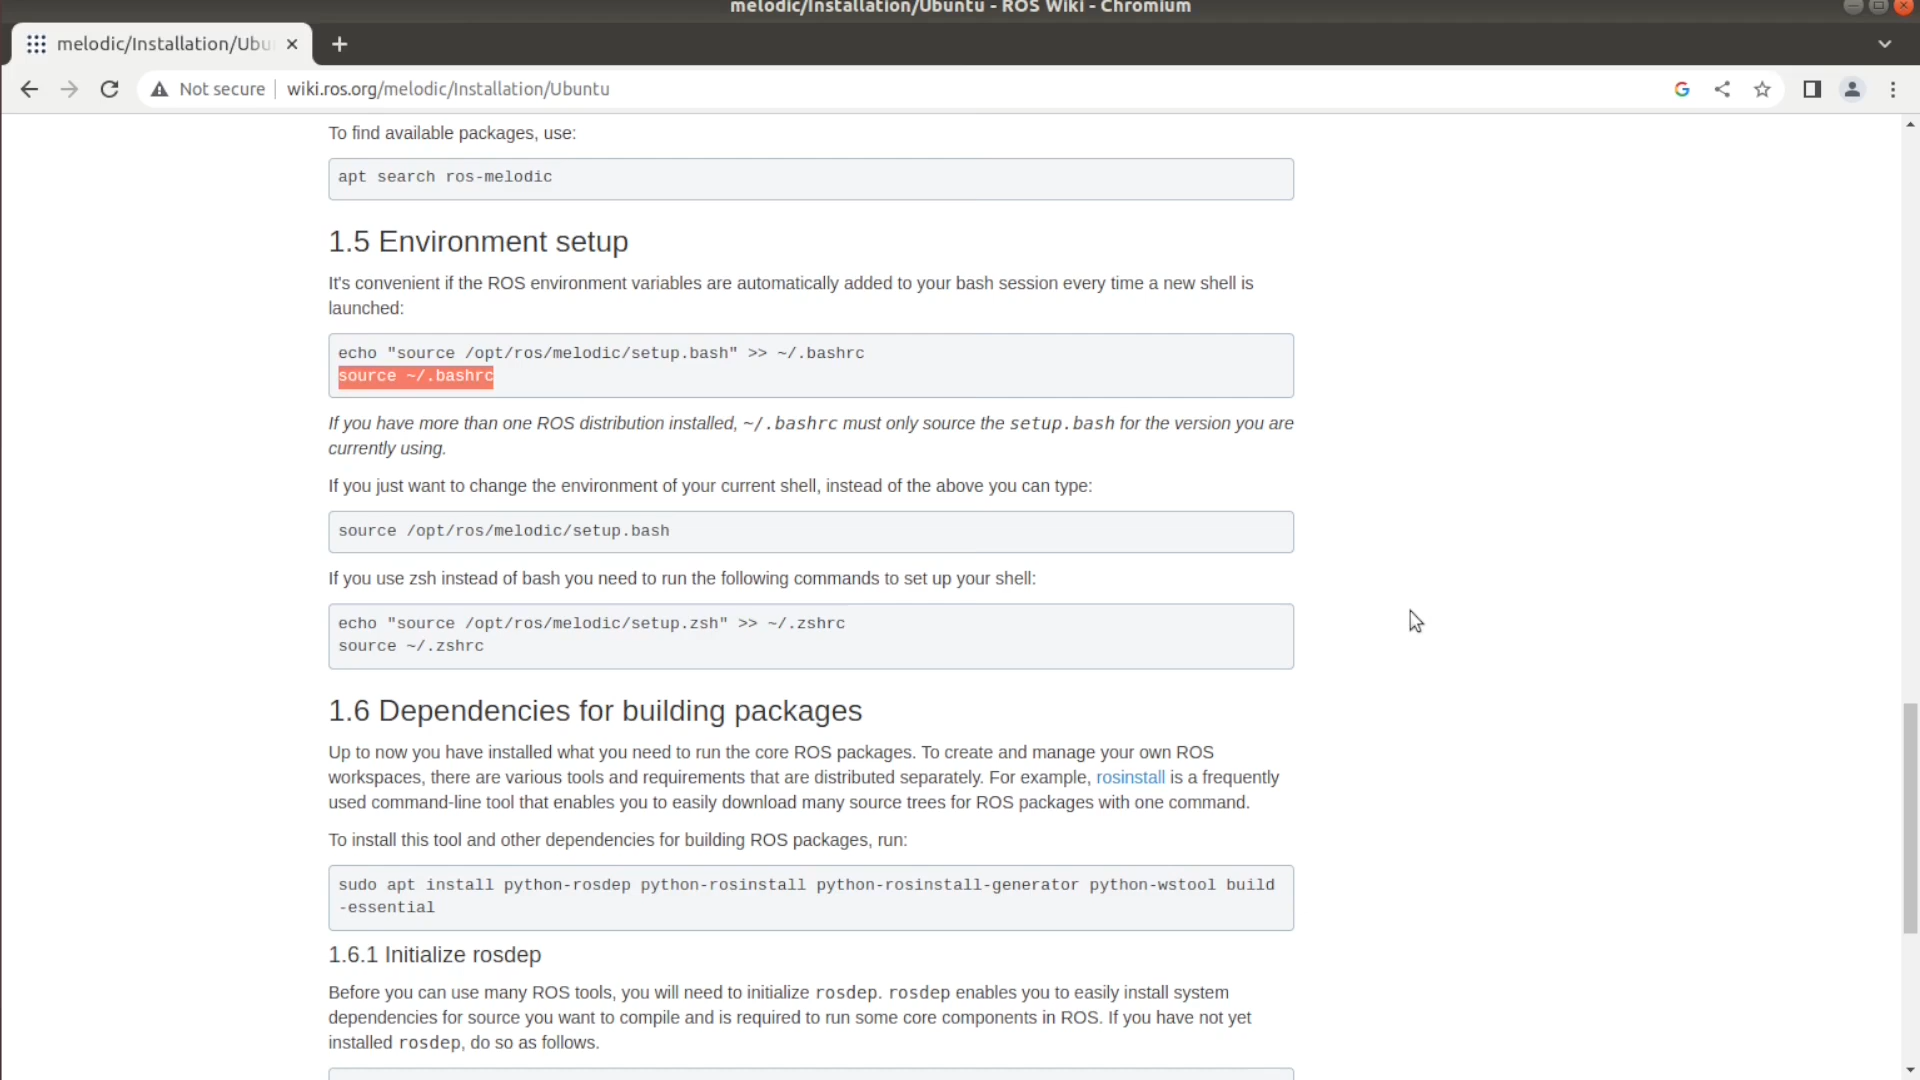 melodic/Installation/Ubuntu - ROS Wiki - Chromium
melodic/Installation/Ubu
Not secure
wiki.ros.org/melodic/Installation/Ubuntu
To find available packages, use:
apt search ros-melodic
1.5 Environment setup
It's convenient if the ROS environment variables are automatically added to your bash session every time a new shell is
launched:
echo "source /opt/ros/melodic/setup.bash" >> ~/.bashrc
source ~/.bashrc
If you have more than one ROS distribution installed, ~/.bashrc must only source the setup.bash for the version you are
currently using.
If you just want to change the environment of your current shell, instead of the above you can type:
source /opt/ros/melodic/setup.bash
If you use zsh instead of bash you need to run the following commands to set up your shell:
echo "source /opt/ros/melodic/setup.zsh" >> ~/.zshrc
source ~/.zshrc
1.6 Dependencies for building packages
Up to now you have installed what you need to run the core ROS packages. To create and manage your own ROS
workspaces, there are various tools and requirements that are distributed separately. For example, rosinstall is a frequently
used command-line tool that enables you to easily download many source trees for ROS packages with one command.
To install this tool and other dependencies for building ROS packages, run:
sudo apt install python-rosdep python-rosinstall python-rosinstall-generator python-wstool build
-essential
1.6.1 Initialize rosdep
Before you can use many ROS tools, you will need to initialize rosdep. rosdep enables you to easily install system
dependencies for source you want to compile and is required to run some core components in ROS. If you have not yet
installed rosdep, do so as follows.